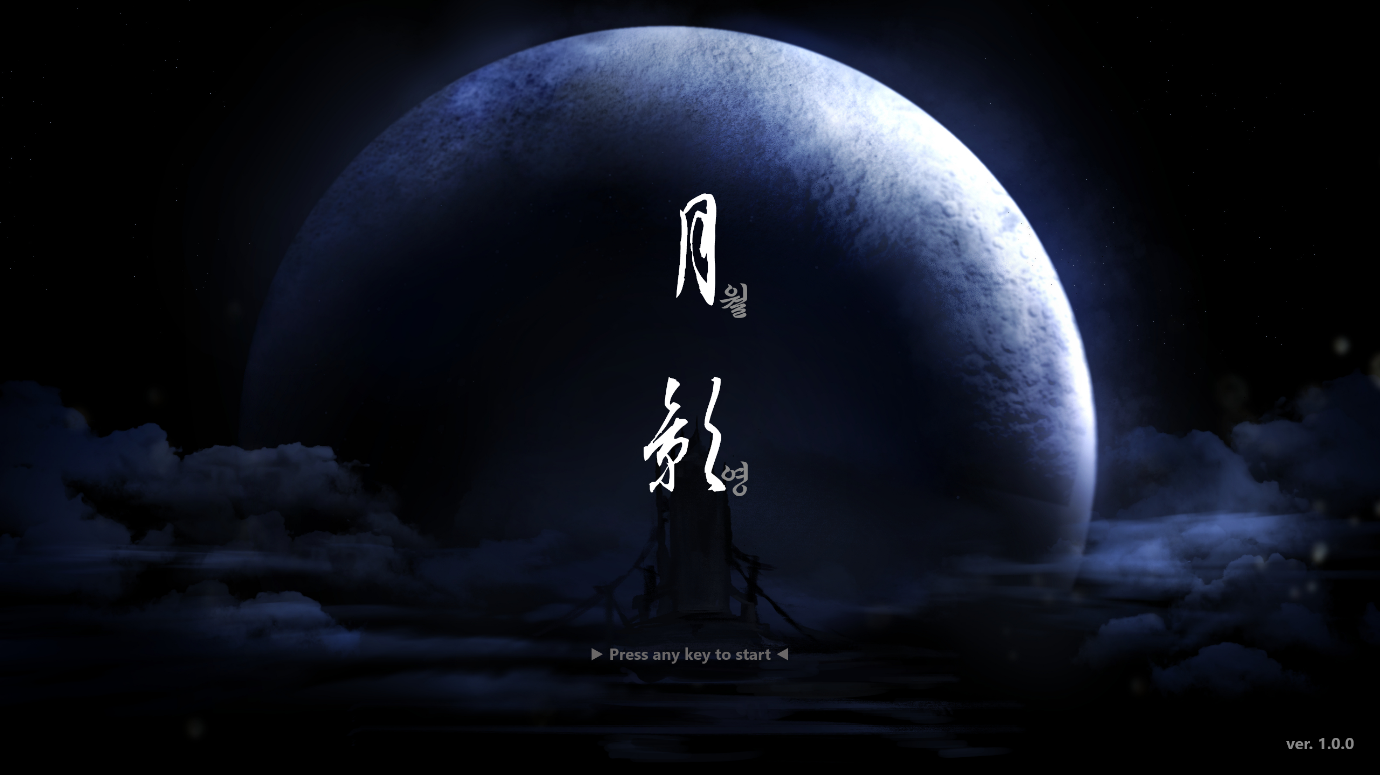 月월
影영
▶ Press any key to start ◀
ver. 1.0.0